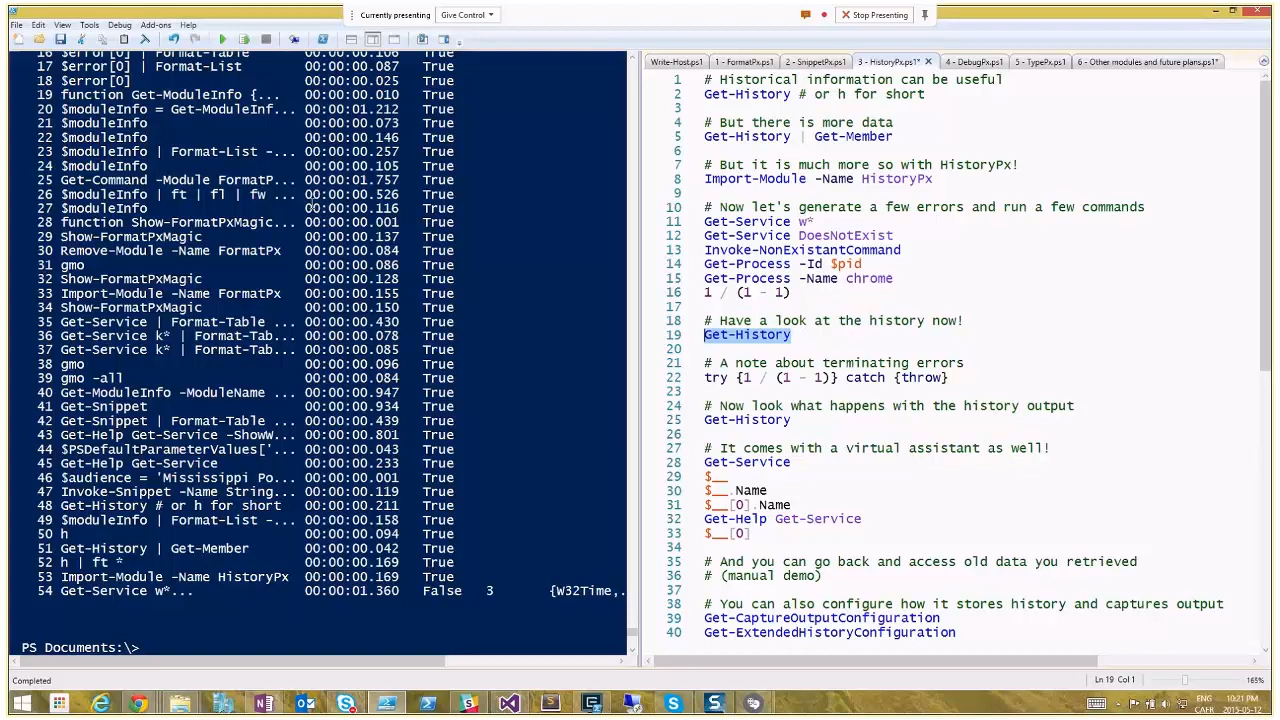 Currently presenting Give Control Stop Presenting
File Edit View Tools Debug Add-ons Help
Write-Host.ps1 1 - FormatPx.ps1 2 - SnippetPx.ps1 3 - HistoryPx.ps1* 4 - DebugPx.ps1 5 - TypePx.ps1 6 - Other modules and future plans.ps1*
16 $error[0] | Format-Table 00:00:00.106 True
17 $error[0] | Format-List 00:00:00.087 True
18 $error[0] 00:00:00.025 True
19 function Get-ModuleInfo {... 00:00:00.010 True
20 $moduleInfo = Get-ModuleInf... 00:00:01.212 True
21 $moduleInfo 00:00:00.073 True
22 $moduleInfo 00:00:00.146 True
23 $moduleInfo | Format-List -... 00:00:00.257 True
24 $moduleInfo 00:00:00.105 True
25 Get-Command -Module FormatP... 00:00:01.757 True
26 $moduleInfo | ft | fl | fw ... 00:00:00.526 True
27 $moduleInfo 00:00:00.116 True
28 function Show-FormatPxMagic... 00:00:00.001 True
29 Show-FormatPxMagic 00:00:00.137 True
30 Remove-Module -Name FormatPx 00:00:00.084 True
31 gmo 00:00:00.086 True
32 Show-FormatPxMagic 00:00:00.128 True
33 Import-Module -Name FormatPx 00:00:00.155 True
34 Show-FormatPxMagic 00:00:00.150 True
35 Get-Service | Format-Table ... 00:00:00.430 True
36 Get-Service k* | Format-Tab... 00:00:00.078 True
37 Get-Service k* | Format-Tab... 00:00:00.085 True
38 gmo 00:00:00.096 True
39 gmo -all 00:00:00.084 True
40 Get-ModuleInfo -ModuleName ... 00:00:00.947 True
41 Get-Snippet 00:00:00.934 True
42 Get-Snippet | Format-Table ... 00:00:00.439 True
43 Get-Help Get-Service -ShowW... 00:00:00.801 True
44 $PSDefaultParameterValues['... 00:00:00.043 True
45 Get-Help Get-Service 00:00:00.233 True
46 $audience = 'Mississippi Po... 00:00:00.001 True
47 Invoke-Snippet -Name String... 00:00:00.119 True
48 Get-History # or h for short 00:00:00.211 True
49 $moduleInfo | Format-List -... 00:00:00.158 True
50 h 00:00:00.094 True
51 Get-History | Get-Member 00:00:00.042 True
52 h | ft * 00:00:00.169 True
53 Import-Module -Name HistoryPx 00:00:00.169 True
54 Get-Service w*... 00:00:01.360 False 3 {W32Time,.
PS Documents:\>
1 # Historical information can be useful
2 Get-History # or h for short
3
4 # But there is more data
5 Get-History | Get-Member
6
7 # But it is much more so with HistoryPx!
8 Import-Module -Name HistoryPx
9
10 # Now let's generate a few errors and run a few commands
11 Get-Service w*
12 Get-Service DoesNotExist
13 Invoke-NonExistantCommand
14 Get-Process -Id $pid
15 Get-Process -Name chrome
16 1 / (1 - 1)
17
18 # Have a look at the history now!
19 Get-History
20
21 # A note about terminating errors
22 try {1 / (1 - 1)} catch {throw}
23
24 # Now look what happens with the history output
25 Get-History
26
27 # It comes with a virtual assistant as well!
28 Get-Service
29 $__
30 $__.Name
31 $__[0].Name
32 Get-Help Get-Service
33 $__[0]
34
35 # And you can go back and access old data you retrieved
36 # (manual demo)
37
38 # You can also configure how it stores history and captures output
39 Get-CaptureOutputConfiguration
40 Get-ExtendedHistoryConfiguration
Completed Ln 19 Col 1 165%
ENG 10:21 PM
CAFR 2015-05-12